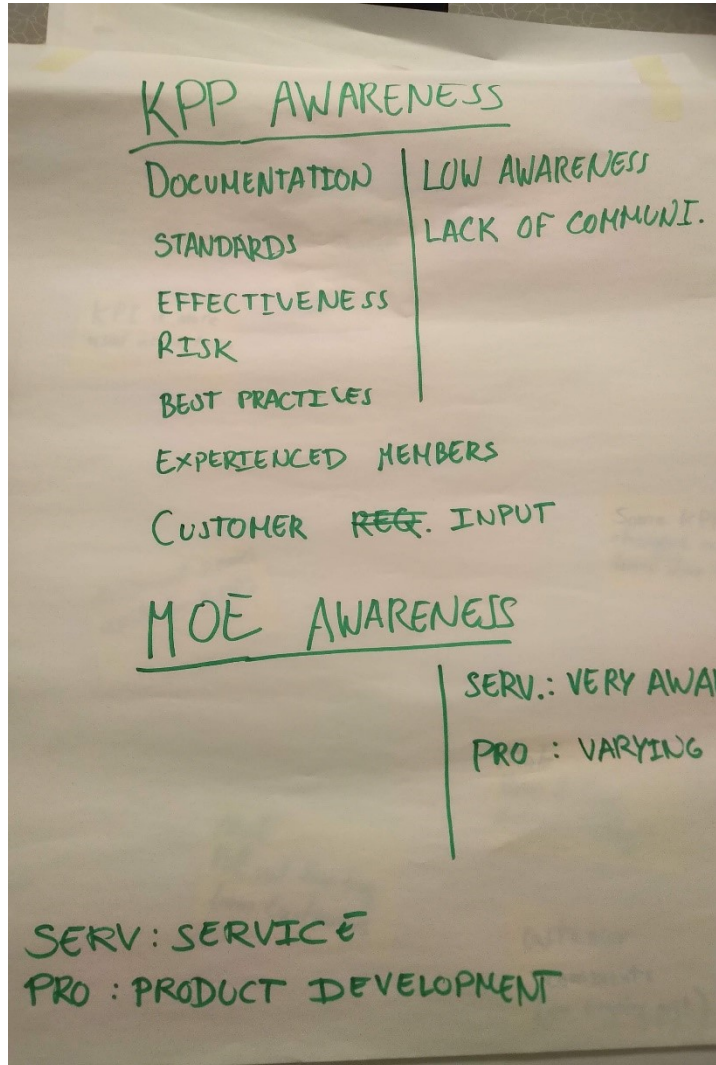 KPP AWARENESS
DOCUMENTATION
STANDARDS
EFFECTIVENESS
RISK
BEST PRACTICES
EXPERIENCED MEMBERS
CUSTOMER REQ. INPUT
LOW AWARENESS
LACK OF COMMUNI.
MOE AWARENESS
SERV.: VERY AWA
PRO : VARYING
SERV: SERVICE
PRO : PRODUCT DEVELOPMENT